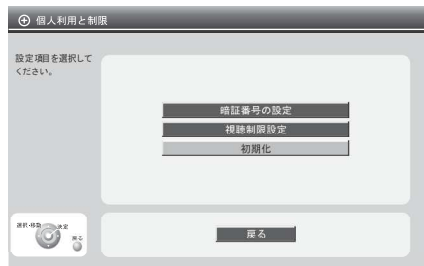 個人利用と制限
設定項目を選択して
ください。
暗証番号の設定
視聴制限設定
初期化
選択・移動
決定
戻る
戻る